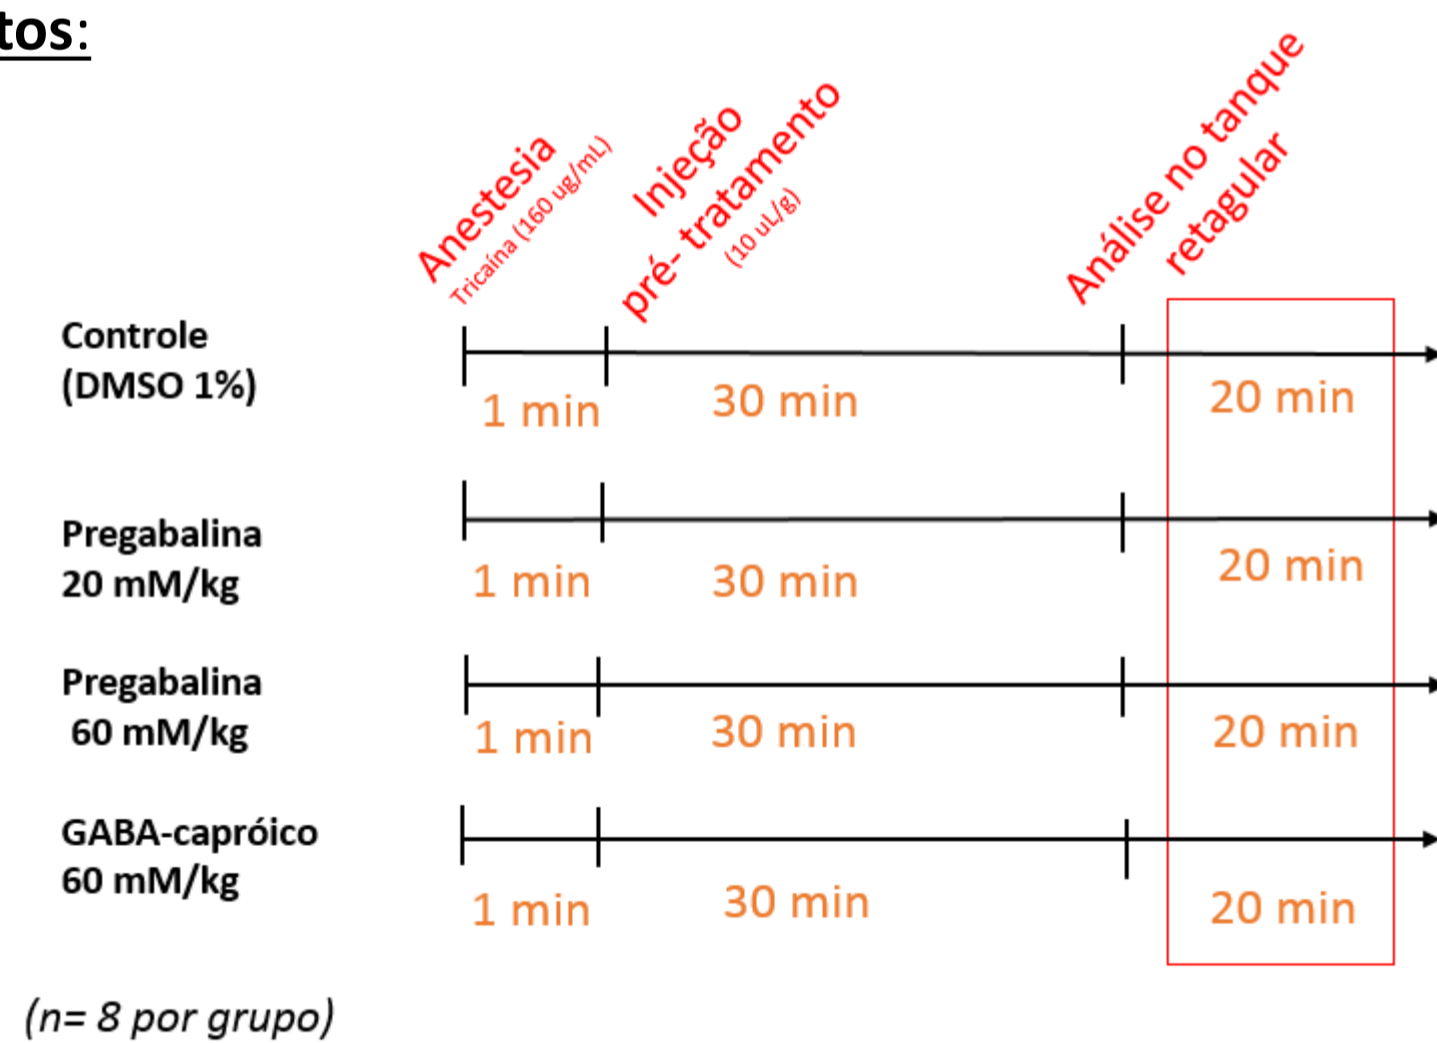 tos:
Anestesia
Tricaína (160 ug/mL)
Injeção
pré- tratamento
(10 uL/g)
Análise no tanque
retagular
Controle
(DMSO 1%)
1 min
30 min
20 min
Pregabalina
20 mM/kg
1 min
30 min
20 min
Pregabalina
60 mM/kg
1 min
30 min
20 min
GABA-capróico
60 mM/kg
1 min
30 min
20 min
(n= 8 por grupo)